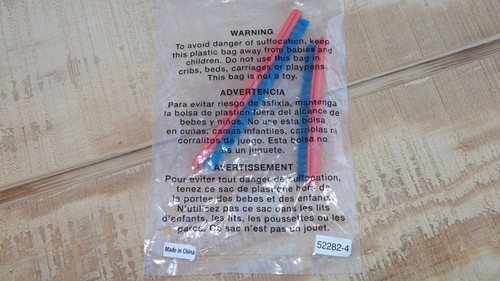 WARNING
To avoid danger of suffocation, keep
this plastic bag away from babies and
children. Do not use this bag in
cribs, beds, carriages or playpens.
This bag is not a toy.
ADVERTENCIA
Para evitar riesgo de asfixia, mantenga
la bolsa de plastico fuera del alcance de
bebes y niños. No use esta bolsa
en cunas, camas infantiles, carriolas ni
corralitos de juego. Esta bolsa no
es un juguete.
AVERTISSEMENT
Pour eviter tout danger de suffocation,
tenez ce sac de plastique hors de
la portee des bebes et des enfants.
N'utilisez pas ce sac dans les lits
d'enfants, les lits, les poussettes ou les
parcs. Ce sac n'est pas un jouet.
Made in China
52282-4